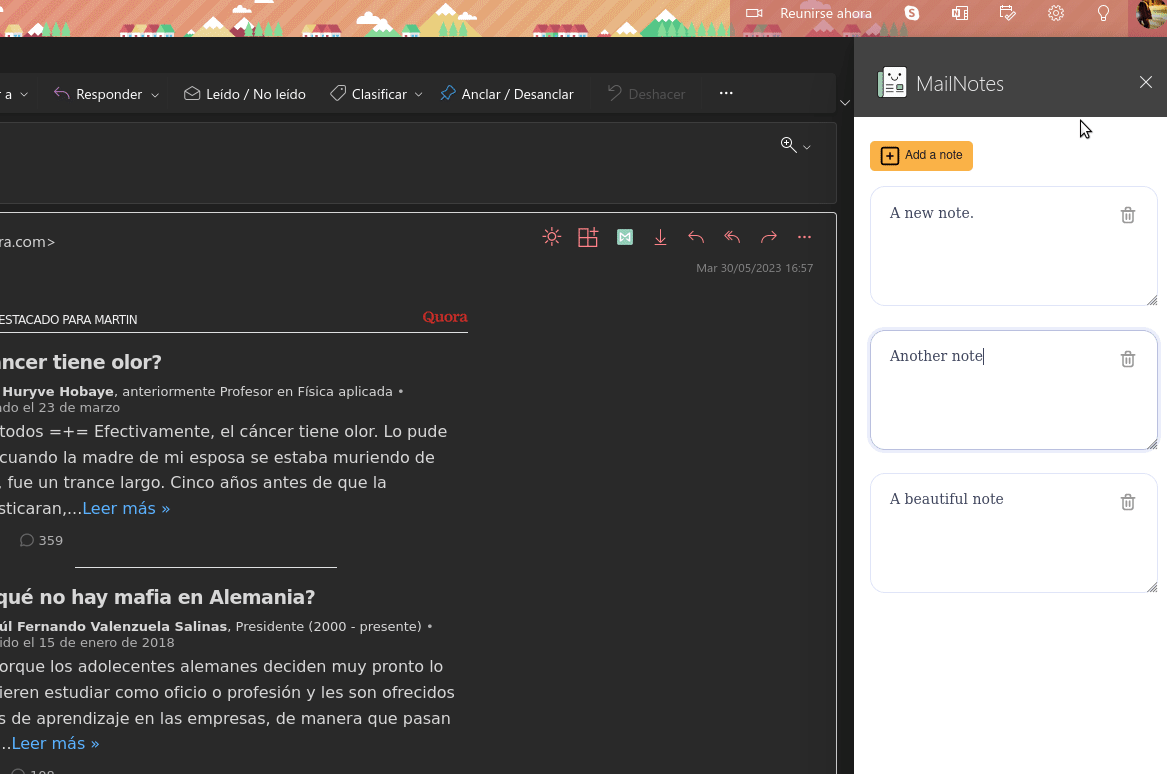 Reunirse ahora
r a
Responder
Leído / No leído
Clasificar
Anclar / Desanclar
Deshacer
MailNotes
Add a note
ra.com>
Mar 30/05/2023 16:57
ESTACADO PARA MARTIN
Quora
áncer tiene olor?
Huryve Hobaye, anteriormente Profesor en Física aplicada •
ado el 23 de marzo
todos =+= Efectivamente, el cáncer tiene olor. Lo pude
cuando la madre de mi esposa se estaba muriendo de
, fue un trance largo. Cinco años antes de que la
sticaran,...Leer más »
359
qué no hay mafia en Alemania?
úl Fernando Valenzuela Salinas, Presidente (2000 - presente) •
ido el 15 de enero de 2018
orque los adolecentes alemanes deciden muy pronto lo
ieren estudiar como oficio o profesión y les son ofrecidos
s de aprendizaje en las empresas, de manera que pasan
...Leer más »
A new note.
Another note
A beautiful note